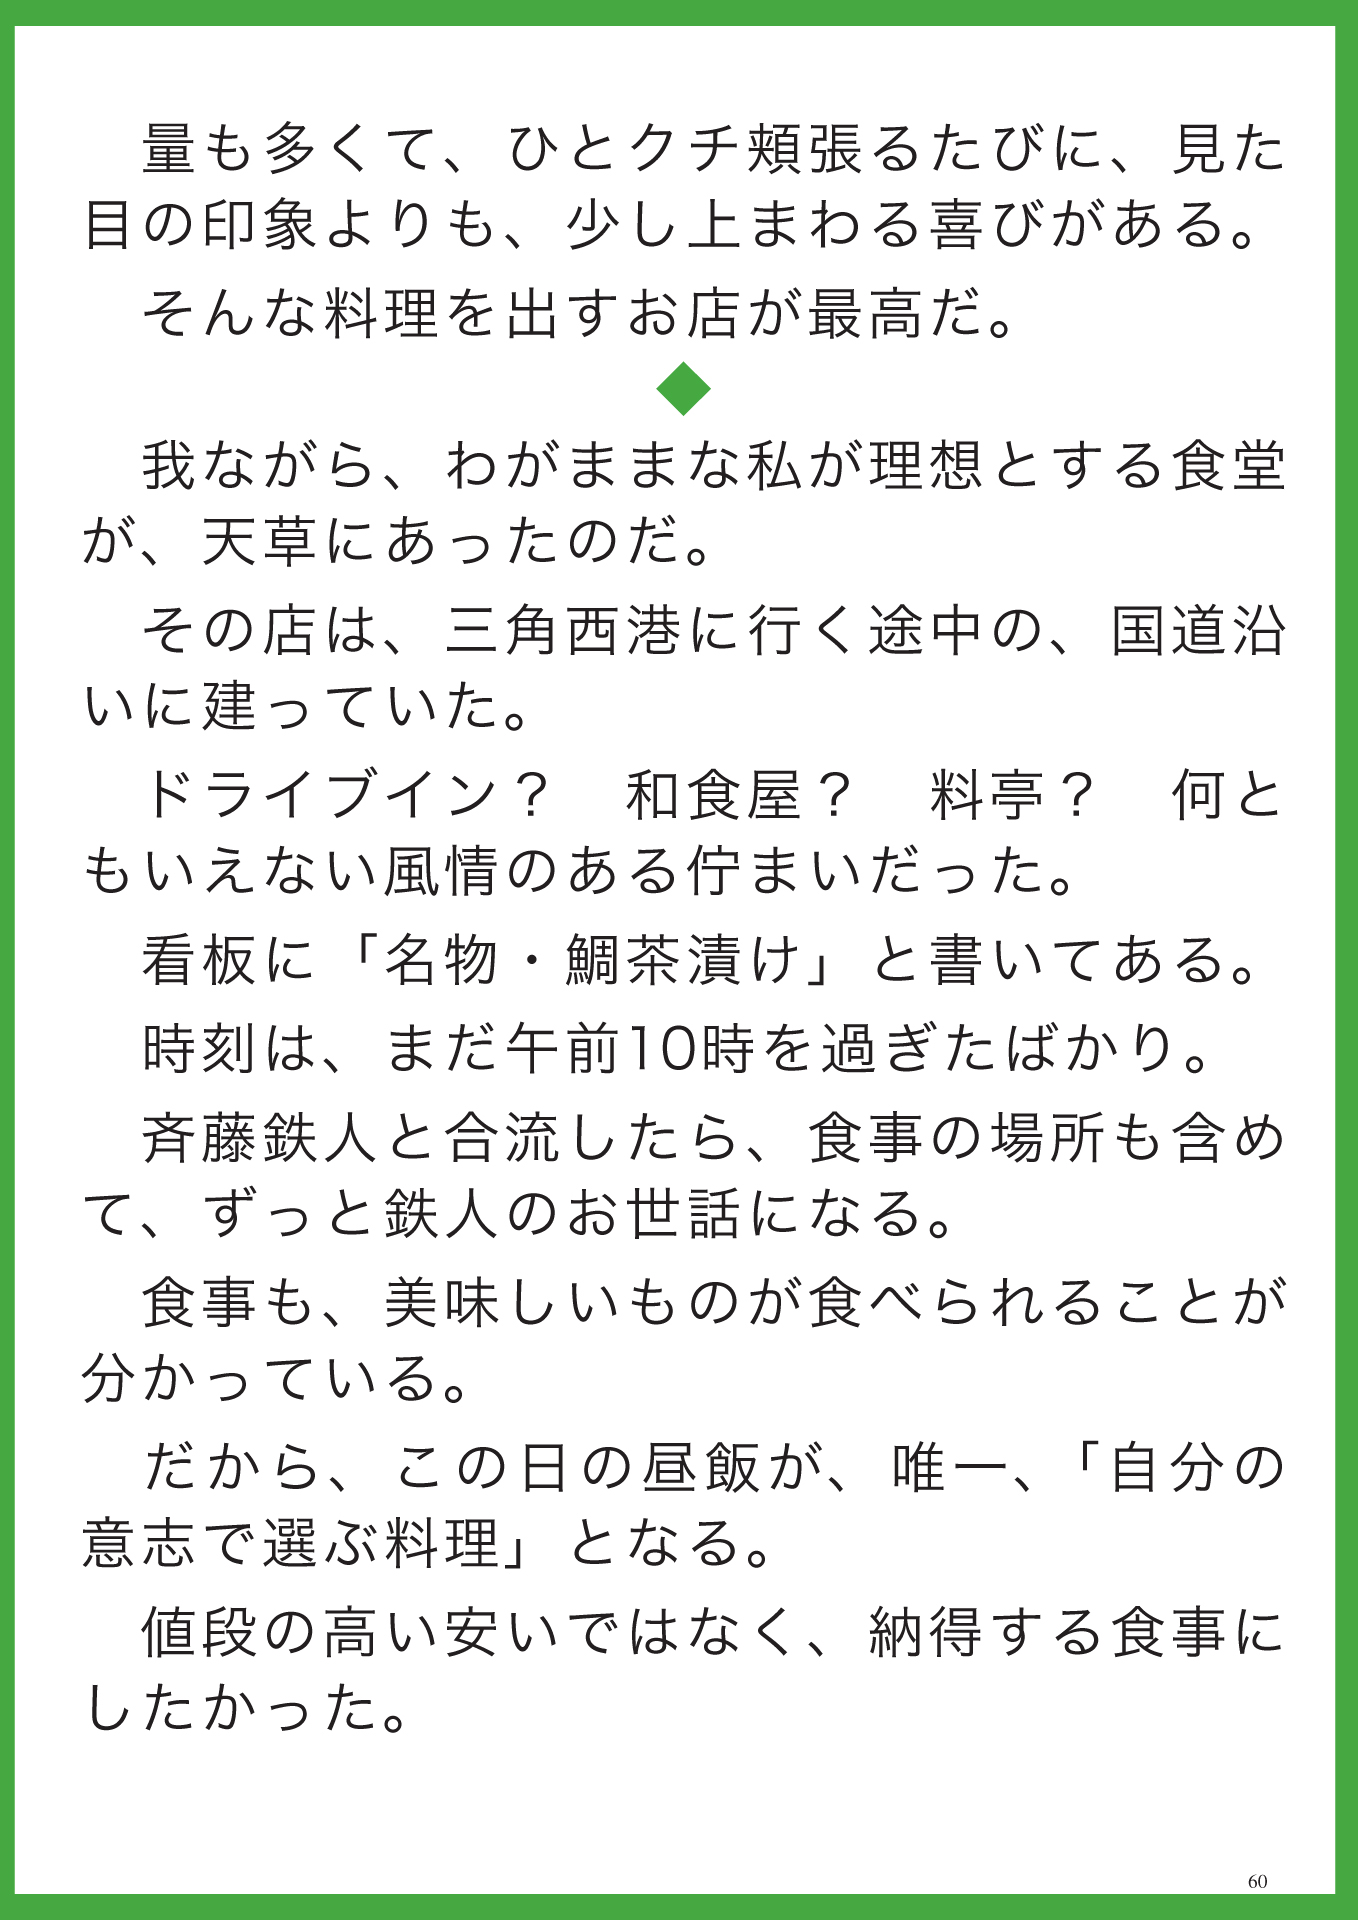 量も多くて、ひとクチ頬張るたびに、見た
目の印象よりも、少し上まわる喜びがある。
　そんな料理を出すお店が最高だ。
◆
　我ながら、わがままな私が理想とする食堂
が、天草にあったのだ。
　その店は、三角西港に行く途中の、国道沿
いに建っていた。
　ドライブイン？　和食屋？　料亭？　何と
もいえない風情のある佇まいだった。
　看板に「名物・鯛茶漬け」と書いてある。
　時刻は、まだ午前10時を過ぎたばかり。
　斉藤鉄人と合流したら、食事の場所も含め
て、ずっと鉄人のお世話になる。
　食事も、美味しいものが食べられることが
分かっている。
　だから、この日の昼飯が、唯一、「自分の
意志で選ぶ料理」となる。
　値段の高い安いではなく、納得する食事に
したかった。
60